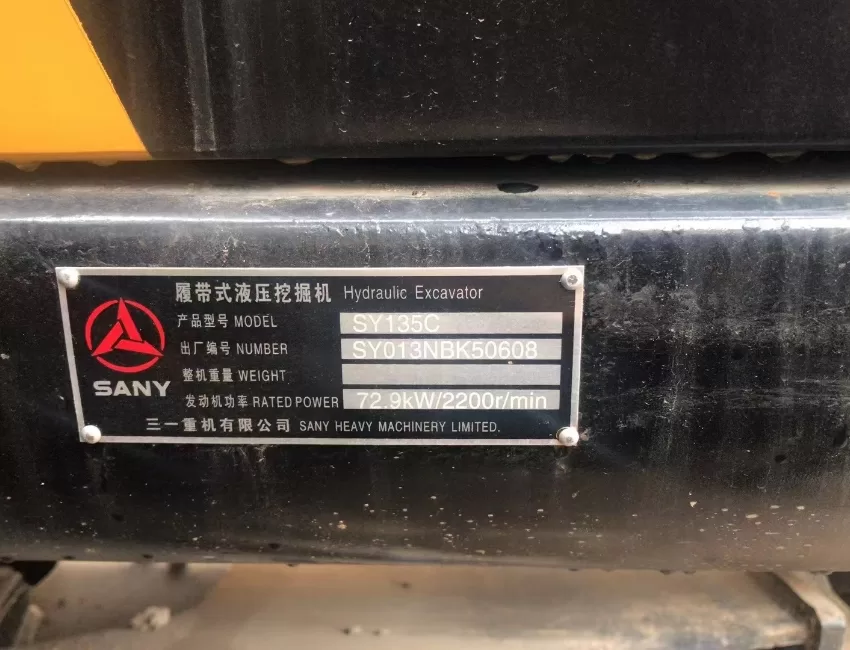 履带式液压挖掘机 Hydraulic Excavator
产品型号 MODEL SY135C
出厂编号 NUMBER SY013NBK50608
整机重量 WEIGHT
发动机功率 RATED POWER 72.9kW/2200r/min
SANY
三一重机有限公司 SANY HEAVY MACHINERY LIMITED.